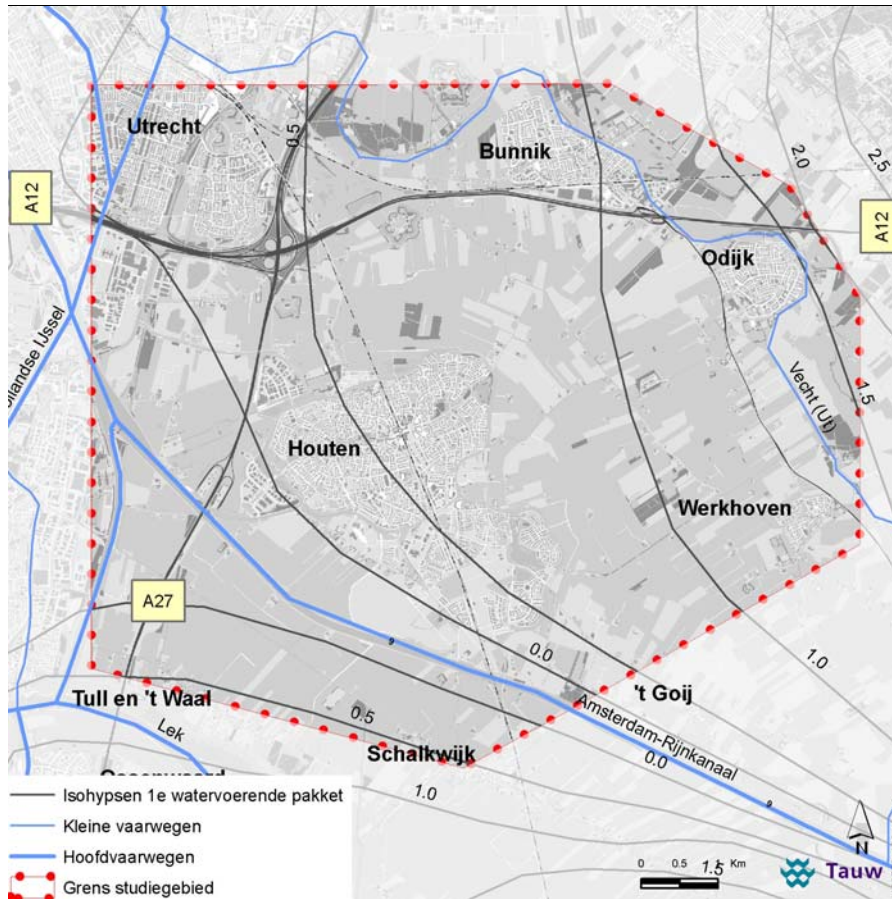 Utrecht
0.5
Bunnik
2.0
2.5
A12
A12
Odijk
ollandse IJssel
Vecht (Ut)
1.5
Houten
Werkhoven
A27
0.0
1.0
Tull en 't Waal
't Goij
0.5
Lek
Schalkwijk
Amsterdam-Rijnkanaal
0.0
1.0
Isohypsen 1e watervoerende pakket
Kleine vaarwegen
Hoofdvaarwegen
Grens studiegebied
0 0.5 1 Km
1.5
N
Tauw